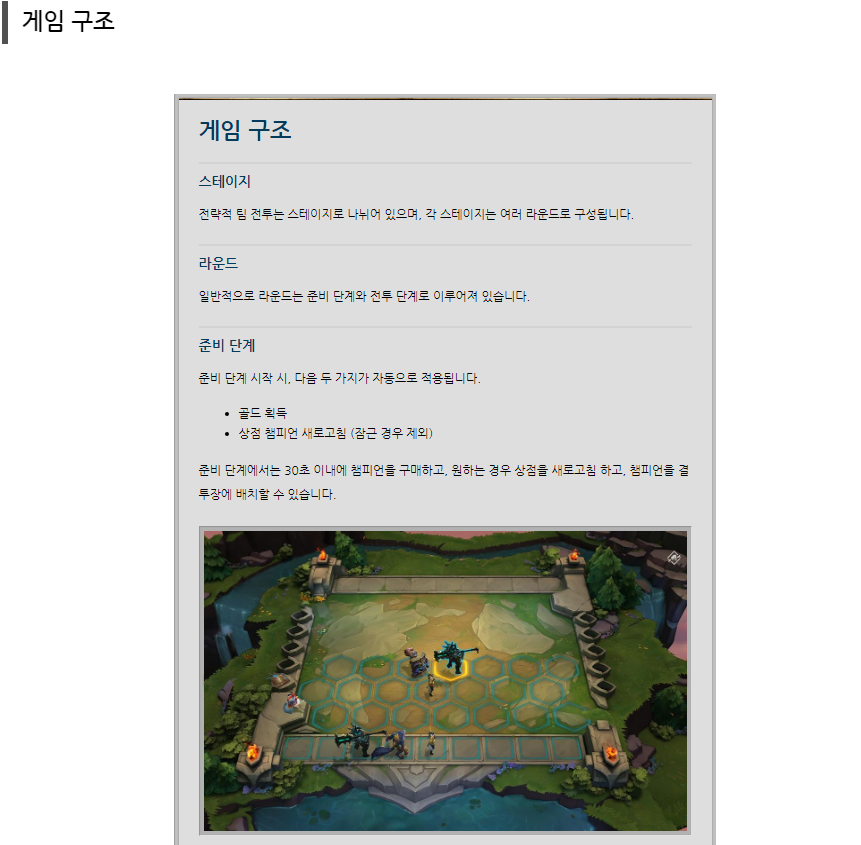 게임 구조
게임 구조
스테이지
전략적 팀 전투는 스테이지로 나뉘어 있으며, 각 스테이지는 여러 라운드로 구성됩니다.
라운드
일반적으로 라운드는 준비 단계와 전투 단계로 이루어져 있습니다.
준비 단계
준비 단계 시작 시, 다음 두 가지가 자동으로 적용됩니다.
골드 획득
상점 챔피언 새로고침 (잠근 경우 제외)
준비 단계에서는 30초 이내에 챔피언을 구매하고, 원하는 경우 상점을 새로고침 하고, 챔피언을 결
투장에 배치할 수 있습니다.